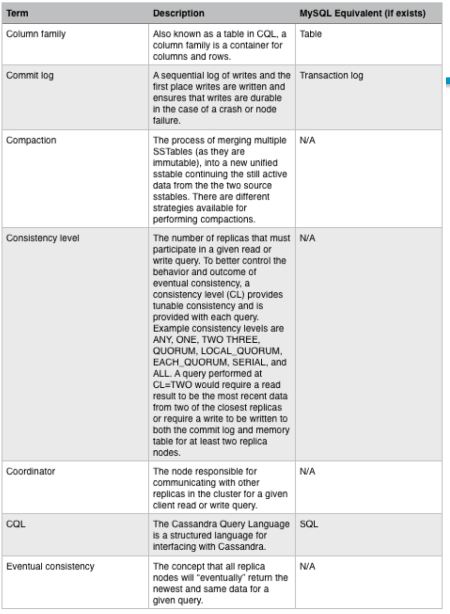 Term Description MySQL Equivalent (if exists)
Column family Also known as a table in CQL, a Table
column family is a container for
columns and rows.
Commit log A sequential log of writes and the Transaction log
first place writes are written and
ensures that writes are durable
in the case of a crash or node
failure.
Compaction The process of merging multiple N/A
SSTables (as they are
immutable), into a new unified
sstable continuing the still active
data from the the two source
sstables. There are different
strategies available for
performing compactions.
Consistency level The number of replicas that must N/A
participate in a given read or
write query. To better control the
behavior and outcome of
eventual consistency, a
consistency level (CL) provides
tunable consistency and is
provided with each query.
Example consistency levels are
ANY, ONE, TWO THREE,
QUORUM, LOCAL_QUORUM,
EACH_QUORUM, SERIAL, and
ALL. A query performed at
CL=TWO would require a read
result to be the most recent data
from two of the closest replicas
or require a write to be written to
both the commit log and memory
table for at least two replica
nodes.
Coordinator The node responsible for N/A
communicating with other
replicas in the cluster for a given
client read or write query.
CQL The Cassandra Query Language SQL
is a structured language for
interfacing with Cassandra.
Eventual consistency The concept that all replica N/A
nodes will "eventually" return the
newest and same data for a
given query.